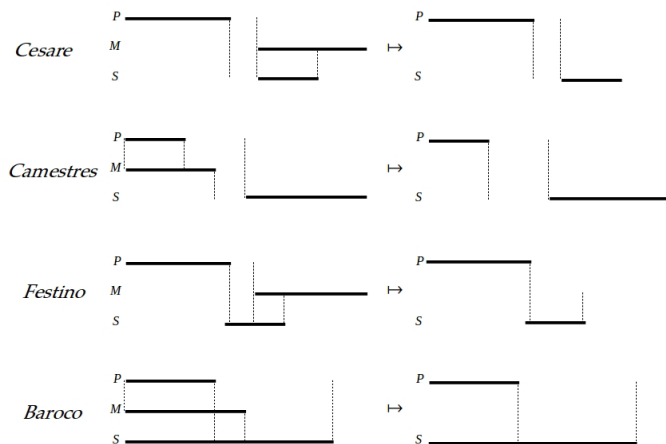 P P
M
Cesare ↦
S S
P P
Camestres M ↦
S S
P P
Festino M ↦
S S
P P
Baroco M ↦
S S